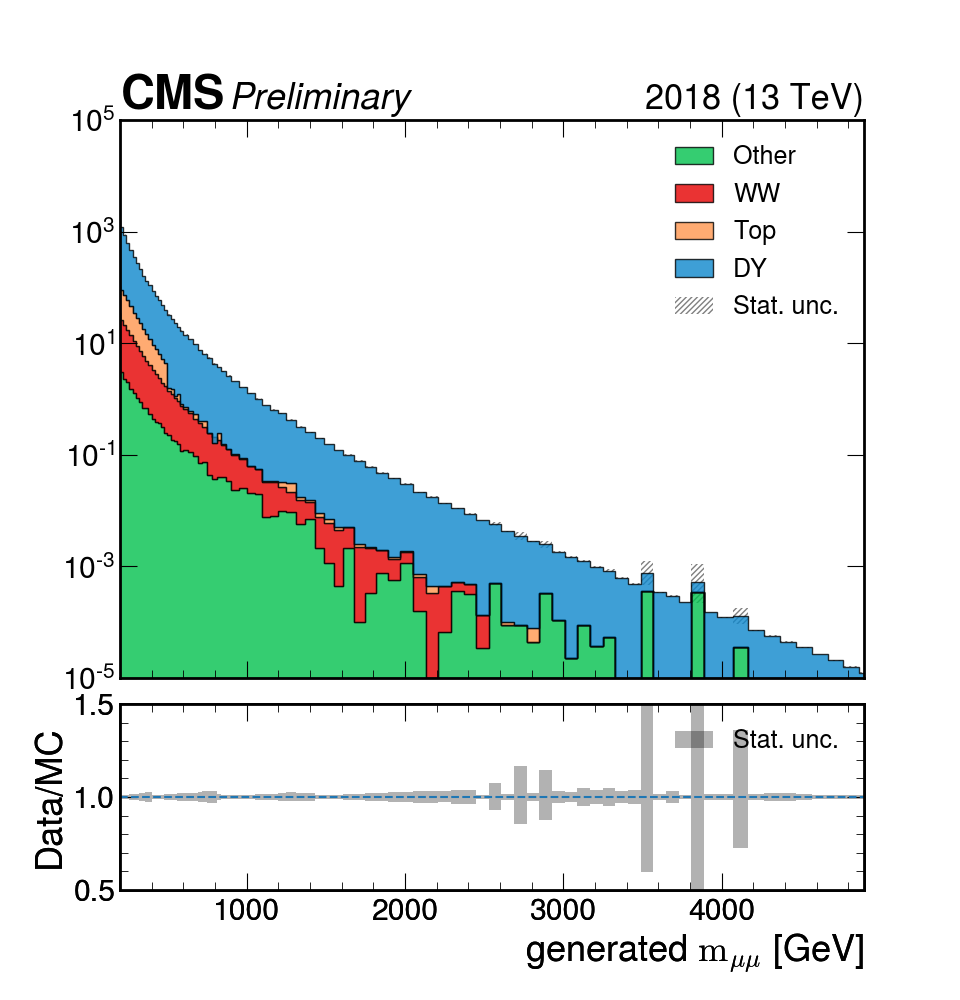 CMS Preliminary 2018 (13 TeV)
10^5
10^3
10^1
10^-1
10^-3
10^-5
Other
WW
Top
DY
Stat. unc.
1.5
1.0
0.5
Data/MC
Stat. unc.
1000 2000 3000 4000
generated m_μμ [GeV]